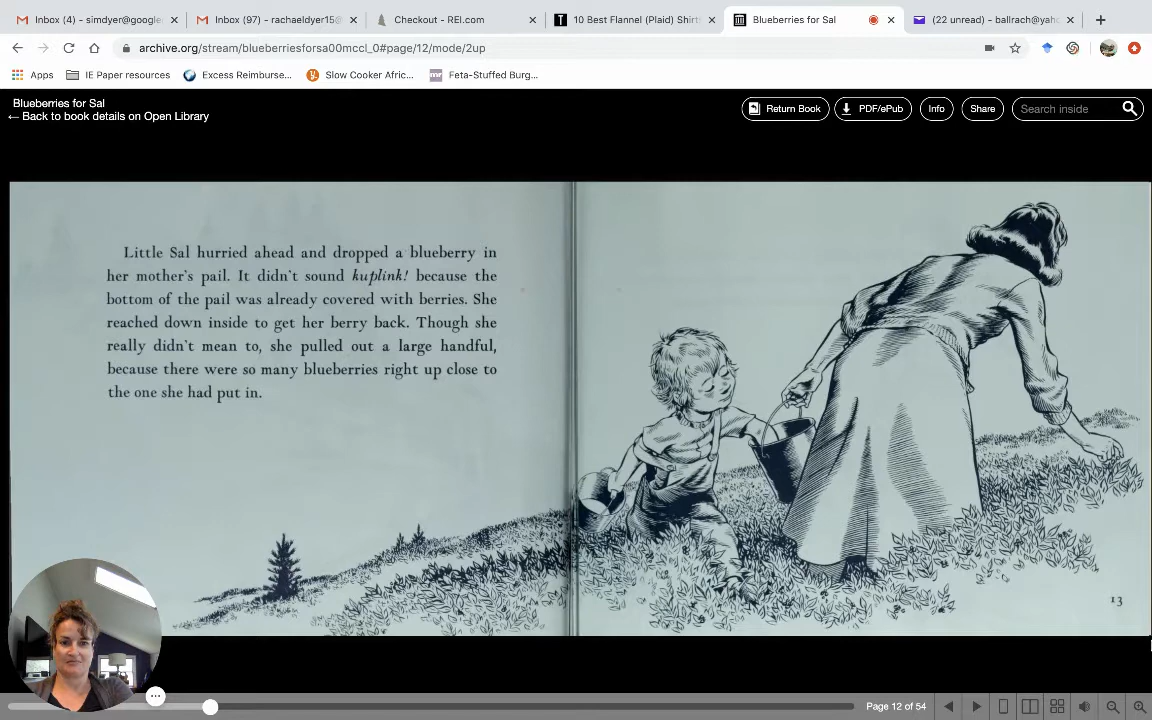 Inbox (4) - simdyer@google
Inbox (97) - rachaeldyer15@
Checkout - REI.com
10 Best Flannel (Plaid) Shirt
Blueberries for Sal
(22 unread) - ballrach@yah
archive.org/stream/blueberriesforsa00mccl_0#page/12/mode/2up
Apps
IE Paper resources
Excess Reimburse...
Slow Cooker Afric...
mr
Feta-Stuffed Burg...
Blueberries for Sal
← Back to book details on Open Library
Return Book
PDF/ePub
Info
Share
Search inside
Little Sal hurried ahead and dropped a blueberry in
her mother's pail. It didn't sound kuplink! because the
bottom of the pail was already covered with berries. She
reached down inside to get her berry back. Though she
really didn't mean to, she pulled out a large handful,
because there were so many blueberries right up close to
the one she had put in.
13
Page 12 of 54